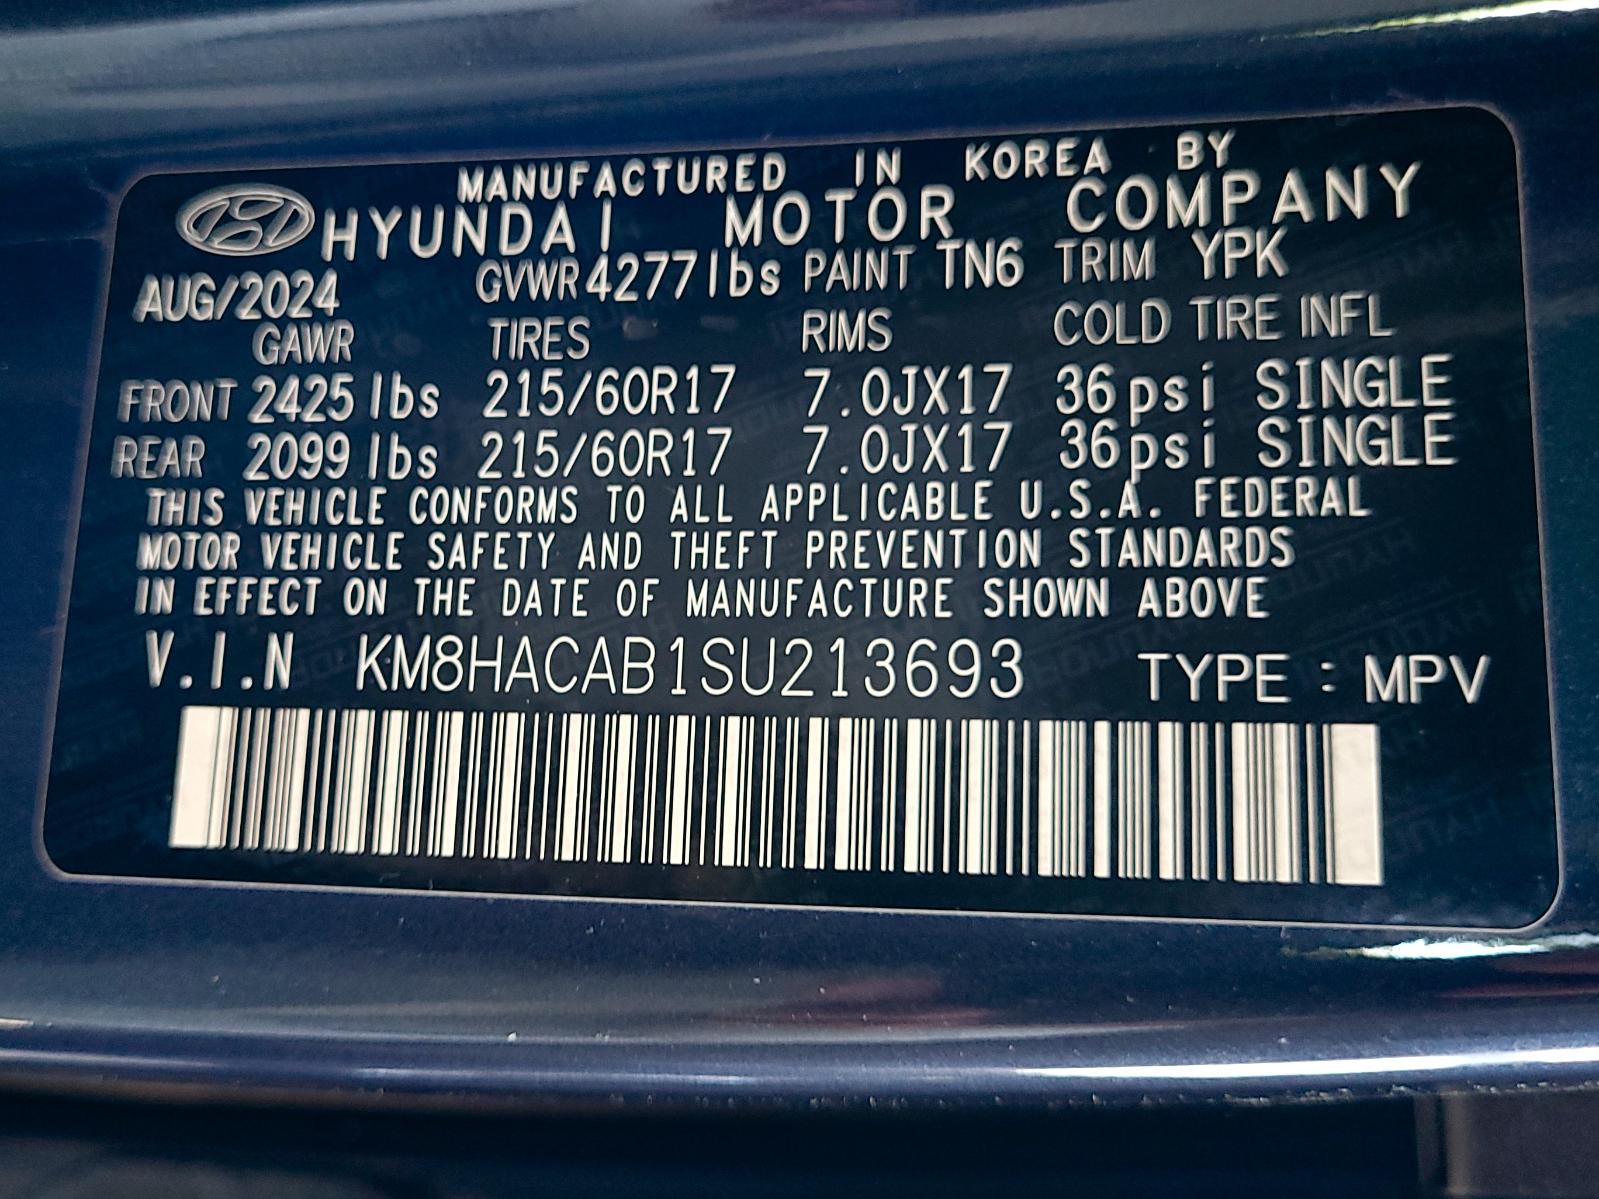 MANUFACTURED IN KOREA BY
HYUNDAI MOTOR COMPANY
AUG/2024 GVWR 4277lbs PAINT TN6 TRIM YPK
GAWR TIRES RIMS COLD TIRE INFL
FRONT 2425 lbs 215/60R17 7.0JX17 36psi SINGLE
REAR 2099 lbs 215/60R17 7.0JX17 36psi SINGLE
THIS VEHICLE CONFORMS TO ALL APPLICABLE U.S.A. FEDERAL
MOTOR VEHICLE SAFETY AND THEFT PREVENTION STANDARDS
IN EFFECT ON THE DATE OF MANUFACTURE SHOWN ABOVE
V.I.N KM8HACAB1SU213693 TYPE : MPV